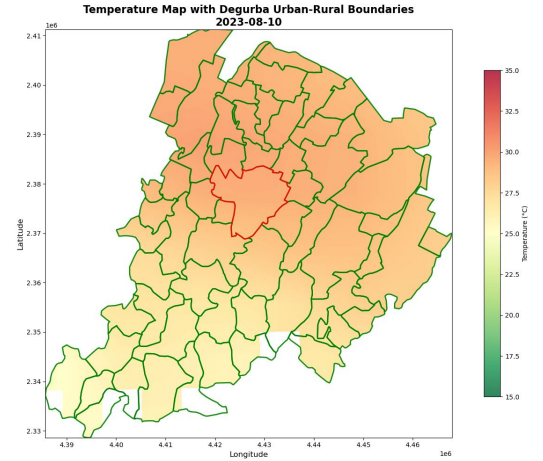 Temperature Map with Degurba Urban-Rural Boundaries
2023-08-10
1e6
2.41
2.40
2.39
2.38
2.37
2.36
2.35
2.34
2.33
Latitude
4.39 4.40 4.41 4.42 4.43 4.44 4.45 4.46
1e6
Longitude
35.0
32.5
30.0
27.5
25.0
22.5
20.0
17.5
15.0
Temperature (°C)